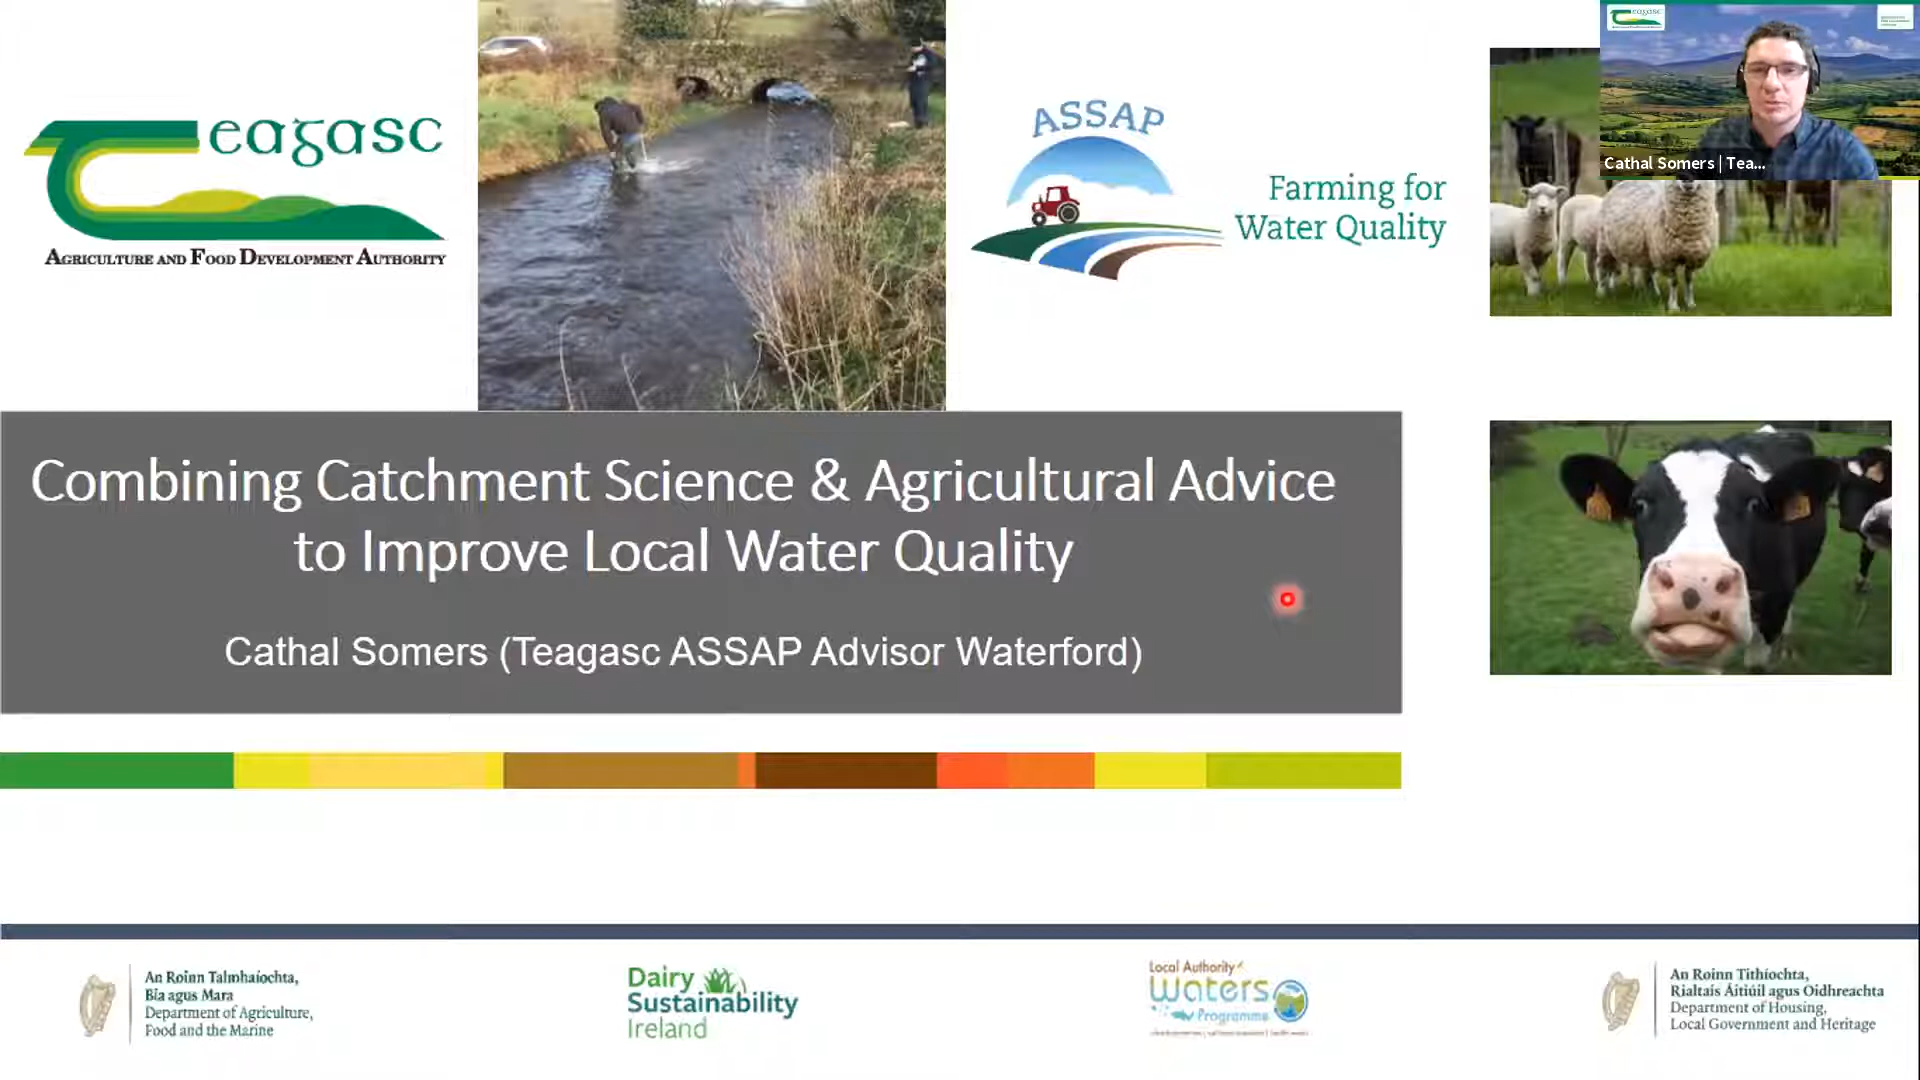 Teagasc
AGRICULTURE AND FOOD DEVELOPMENT AUTHORITY
ASSAP
Farming for
Water Quality
Cathal Somers | Tea...
Combining Catchment Science & Agricultural Advice
to Improve Local Water Quality
Cathal Somers (Teagasc ASSAP Advisor Waterford)
An Roinn Talmhaíochta,
Bia agus Mara
Department of Agriculture,
Food and the Marine
Dairy
Sustainability
Ireland
Local Authority
Waters
Programme
An Roinn Tithíochta,
Rialtais Áitiúil agus Oidhreachta
Department of Housing,
Local Government and Heritage